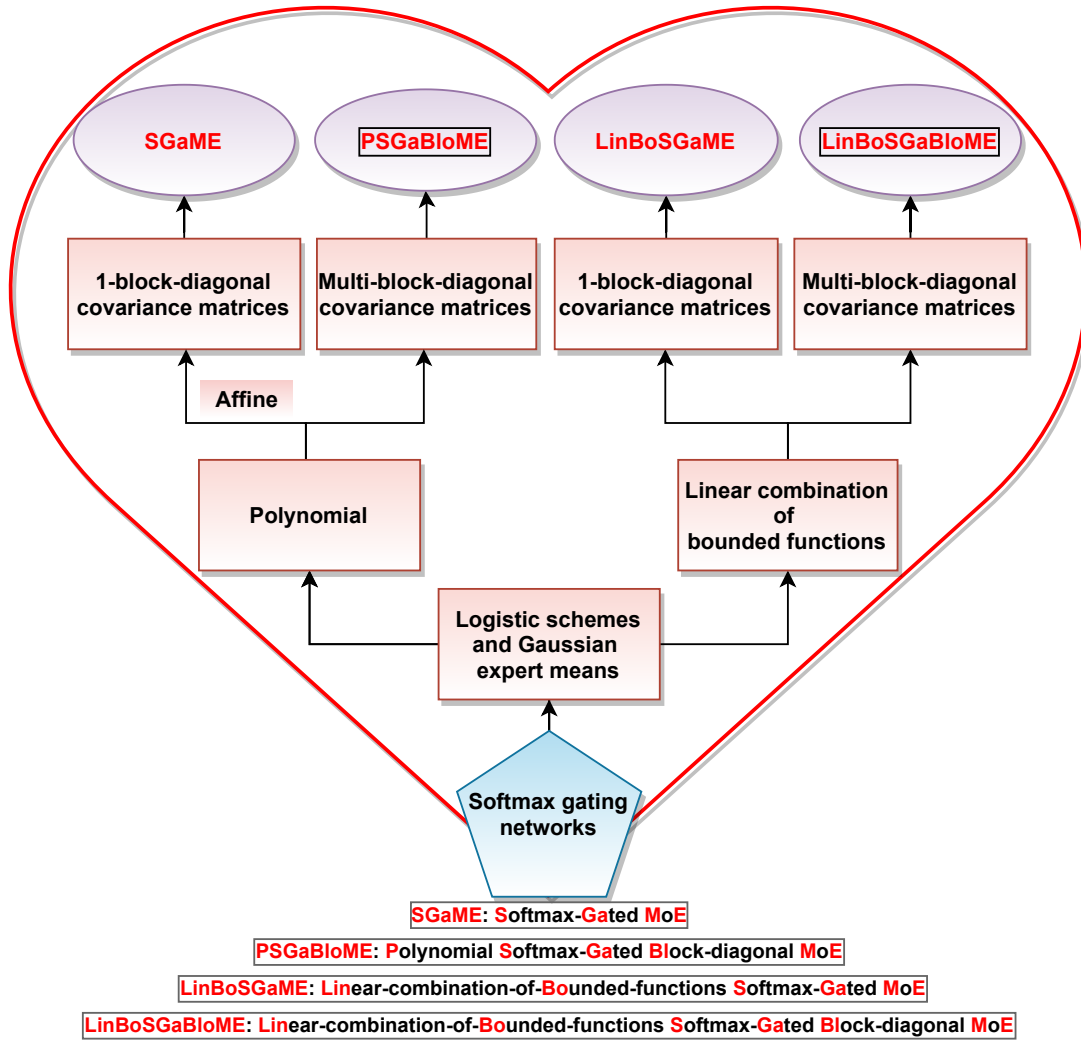 SGaME
PSGaBloME
LinBoSGaME
LinBoSGaBloME
1-block-diagonal
covariance matrices
Multi-block-diagonal
covariance matrices
1-block-diagonal
covariance matrices
Multi-block-diagonal
covariance matrices
Affine
Polynomial
Linear combination
of
bounded functions
Logistic schemes
and Gaussian
expert means
Softmax gating
networks
SGaME: Softmax-Gated MoE
PSGaBloME: Polynomial Softmax-Gated Block-diagonal MoE
LinBoSGaME: Linear-combination-of-Bounded-functions Softmax-Gated MoE
LinBoSGaBloME: Linear-combination-of-Bounded-functions Softmax-Gated Block-diagonal MoE